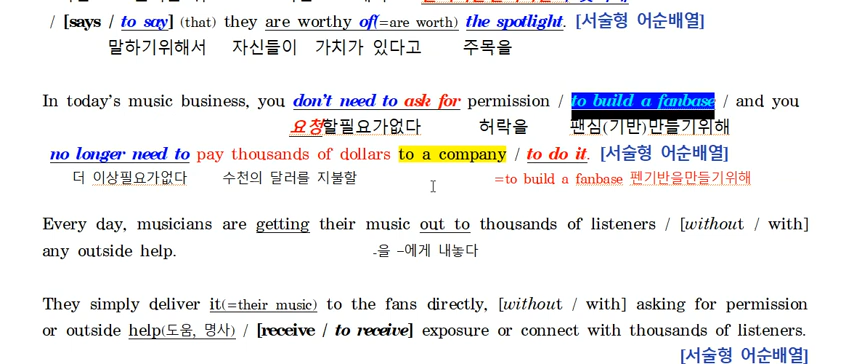 / [says / to say] (that) they are worthy of(=are worth) the spotlight. [서술형 어순배열]
말하기위해서 자신들이 가치가 있다고 주목을
In today's music business, you don't need to ask for permission / to build a fanbase / and you
요청할필요가없다 허락을 팬심(기반)만들기위해
no longer need to pay thousands of dollars to a company / to do it. [서술형 어순배열]
더 이상필요가없다 수천의 달러를 지불할 =to build a fanbase 펜기반을만들기위해
Every day, musicians are getting their music out to thousands of listeners / [without / with]
any outside help. -을 –에게 내놓다
They simply deliver it(=their music) to the fans directly, [without / with] asking for permission
or outside help(도움, 명사) / [receive / to receive] exposure or connect with thousands of listeners.
[서술형 어순배열]